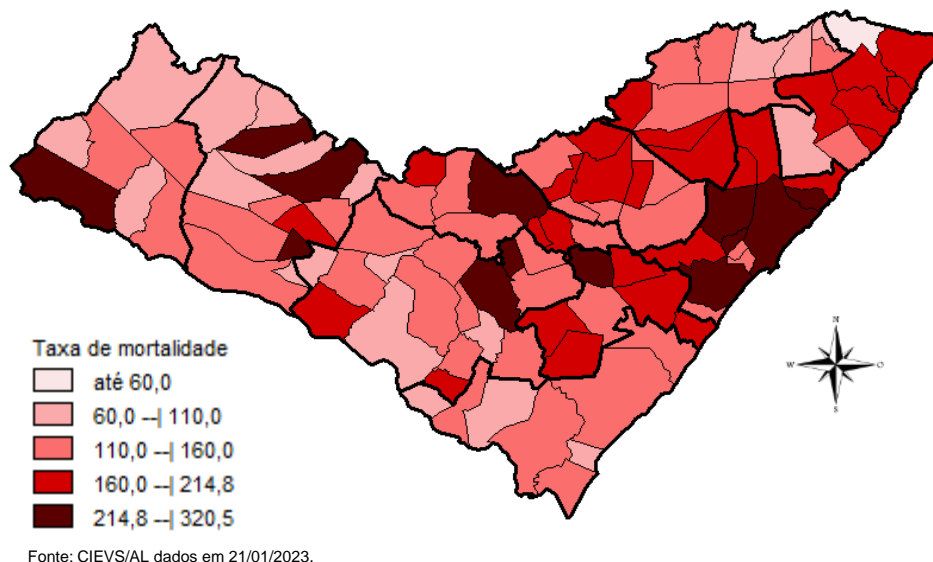 N
W
O
S
Taxa de mortalidade
até 60,0
60,0 --| 110,0
110,0 --| 160,0
160,0 --| 214,8
214,8 --| 320,5
Fonte: CIEVS/AL dados em 21/01/2023.